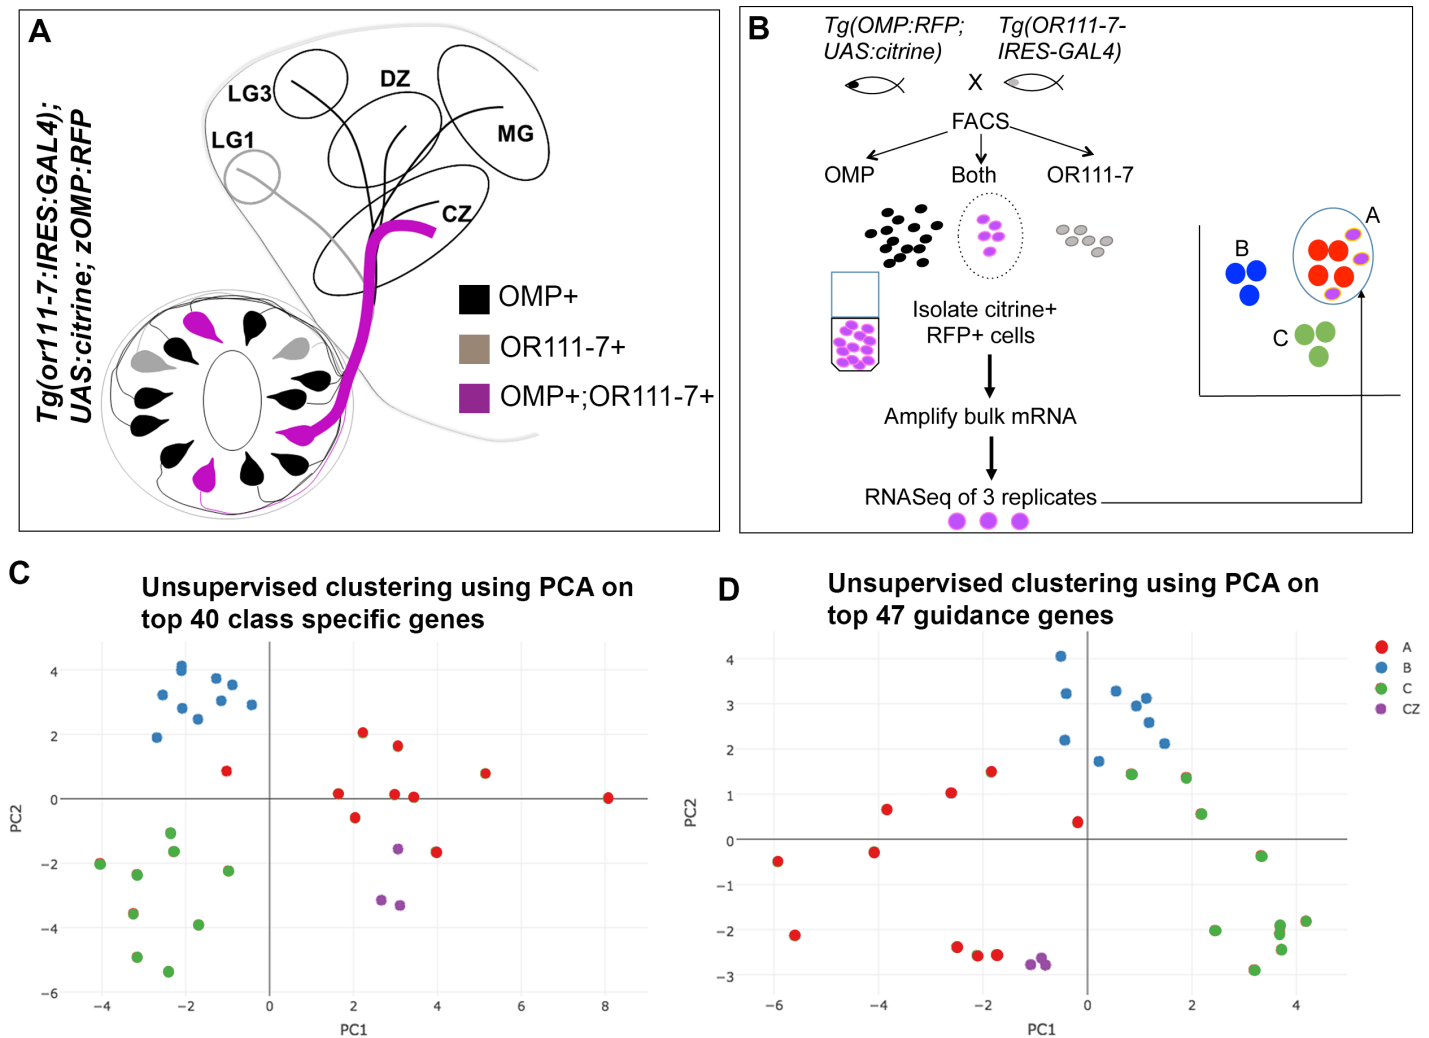 A
Tg(or111-7:IRES:GAL4);
UAS:citrine; zOMP:RFP
LG3
DZ
MG
LG1
CZ
OMP+
OR111-7+
OMP+;OR111-7+
B
Tg(OMP:RFP;
UAS:citrine)
Tg(OR111-7-
IRES-GAL4)
X
FACS
OMP
Both
OR111-7
Isolate citrine+
RFP+ cells
Amplify bulk mRNA
RNASeq of 3 replicates
A
B
C
C
Unsupervised clustering using PCA on
top 40 class specific genes
PC2
4
2
0
−2
−4
−6
−4
−2
0
2
4
6
8
PC1
D
Unsupervised clustering using PCA on
top 47 guidance genes
PC2
4
3
2
1
0
−1
−2
−3
−6
−4
−2
0
2
4
PC1
A
B
C
CZ